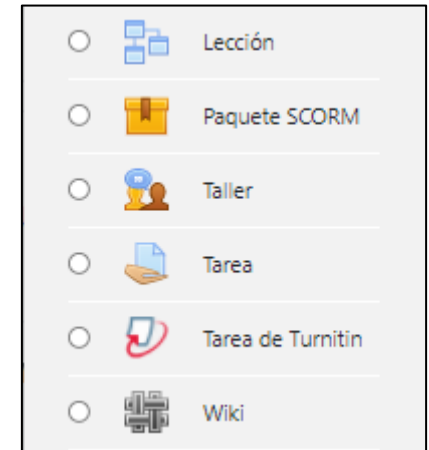 Lección
Paquete SCORM
Taller
Tarea
Tarea de Turnitin
Wiki